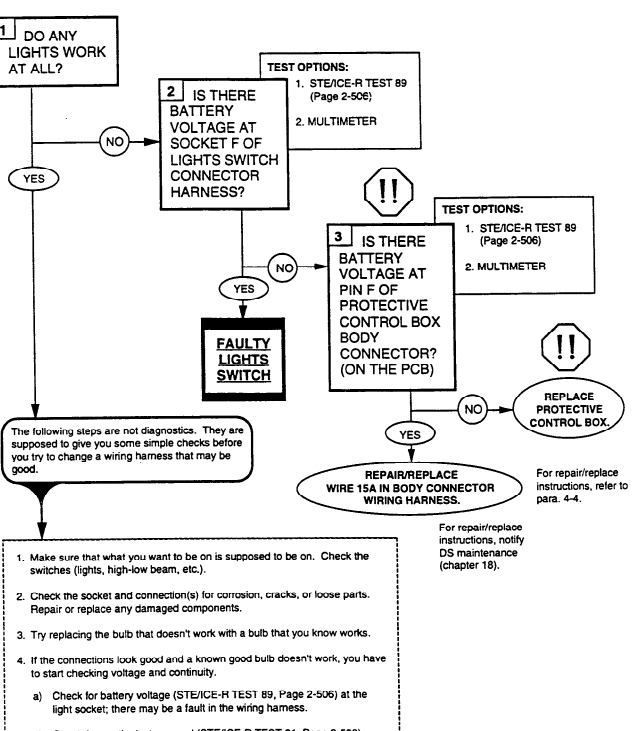 1
DO ANY
LIGHTS WORK
AT ALL?
NO
YES
2
IS THERE
BATTERY
VOLTAGE AT
SOCKET F OF
LIGHTS SWITCH
CONNECTOR
HARNESS?
TEST OPTIONS:
1. STE/ICE-R TEST 89
(Page 2-506)
2. MULTIMETER
NO
YES
FAULTY
LIGHTS
SWITCH
!!
3
IS THERE
BATTERY
VOLTAGE AT
PIN F OF
PROTECTIVE
CONTROL BOX
BODY
CONNECTOR?
(ON THE PCB)
TEST OPTIONS:
1. STE/ICE-R TEST 89
(Page 2-506)
2. MULTIMETER
!!
NO
REPLACE
PROTECTIVE
CONTROL BOX.
YES
REPAIR/REPLACE
WIRE 15A IN BODY CONNECTOR
WIRING HARNESS.
For repair/replace
instructions, refer to
para. 4-4.
For repair/replace
instructions, notify
DS maintenance
(chapter 18).
The following steps are not diagnostics. They are
supposed to give you some simple checks before
you try to change a wiring harness that may be
good.
1. Make sure that what you want to be on is supposed to be on. Check the
switches (lights, high-low beam, etc.).
2. Check the socket and connection(s) for corrosion, cracks, or loose parts.
Repair or replace any damaged components.
3. Try replacing the bulb that doesn't work with a bulb that you know works.
4. If the connections look good and a known good bulb doesn't work, you have
to start checking voltage and continuity.
a) Check for battery voltage (STE/ICE-R TEST 89, Page 2-506) at the
light socket; there may be a fault in the wiring harness.